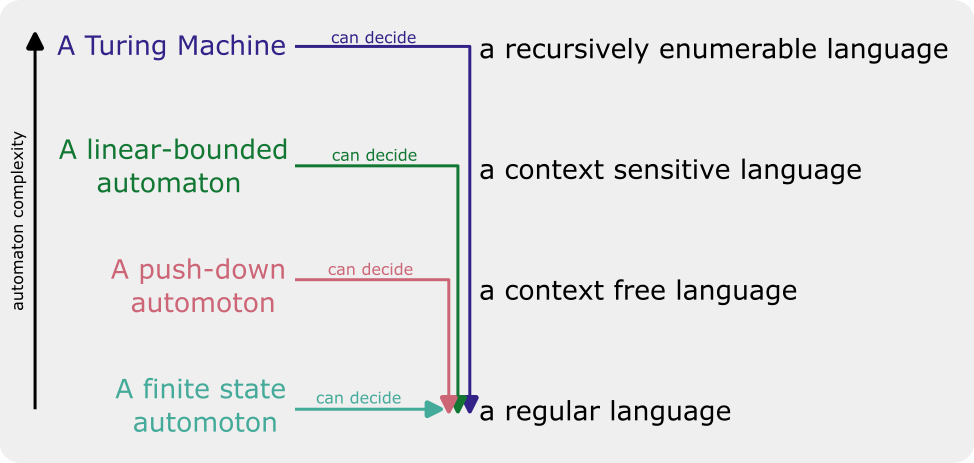 A Turing Machine
can decide
a recursively enumerable language
A linear-bounded
automaton
can decide
a context sensitive language
automaton complexity
A push-down
automoton
can decide
a context free language
A finite state
automoton
can decide
a regular language